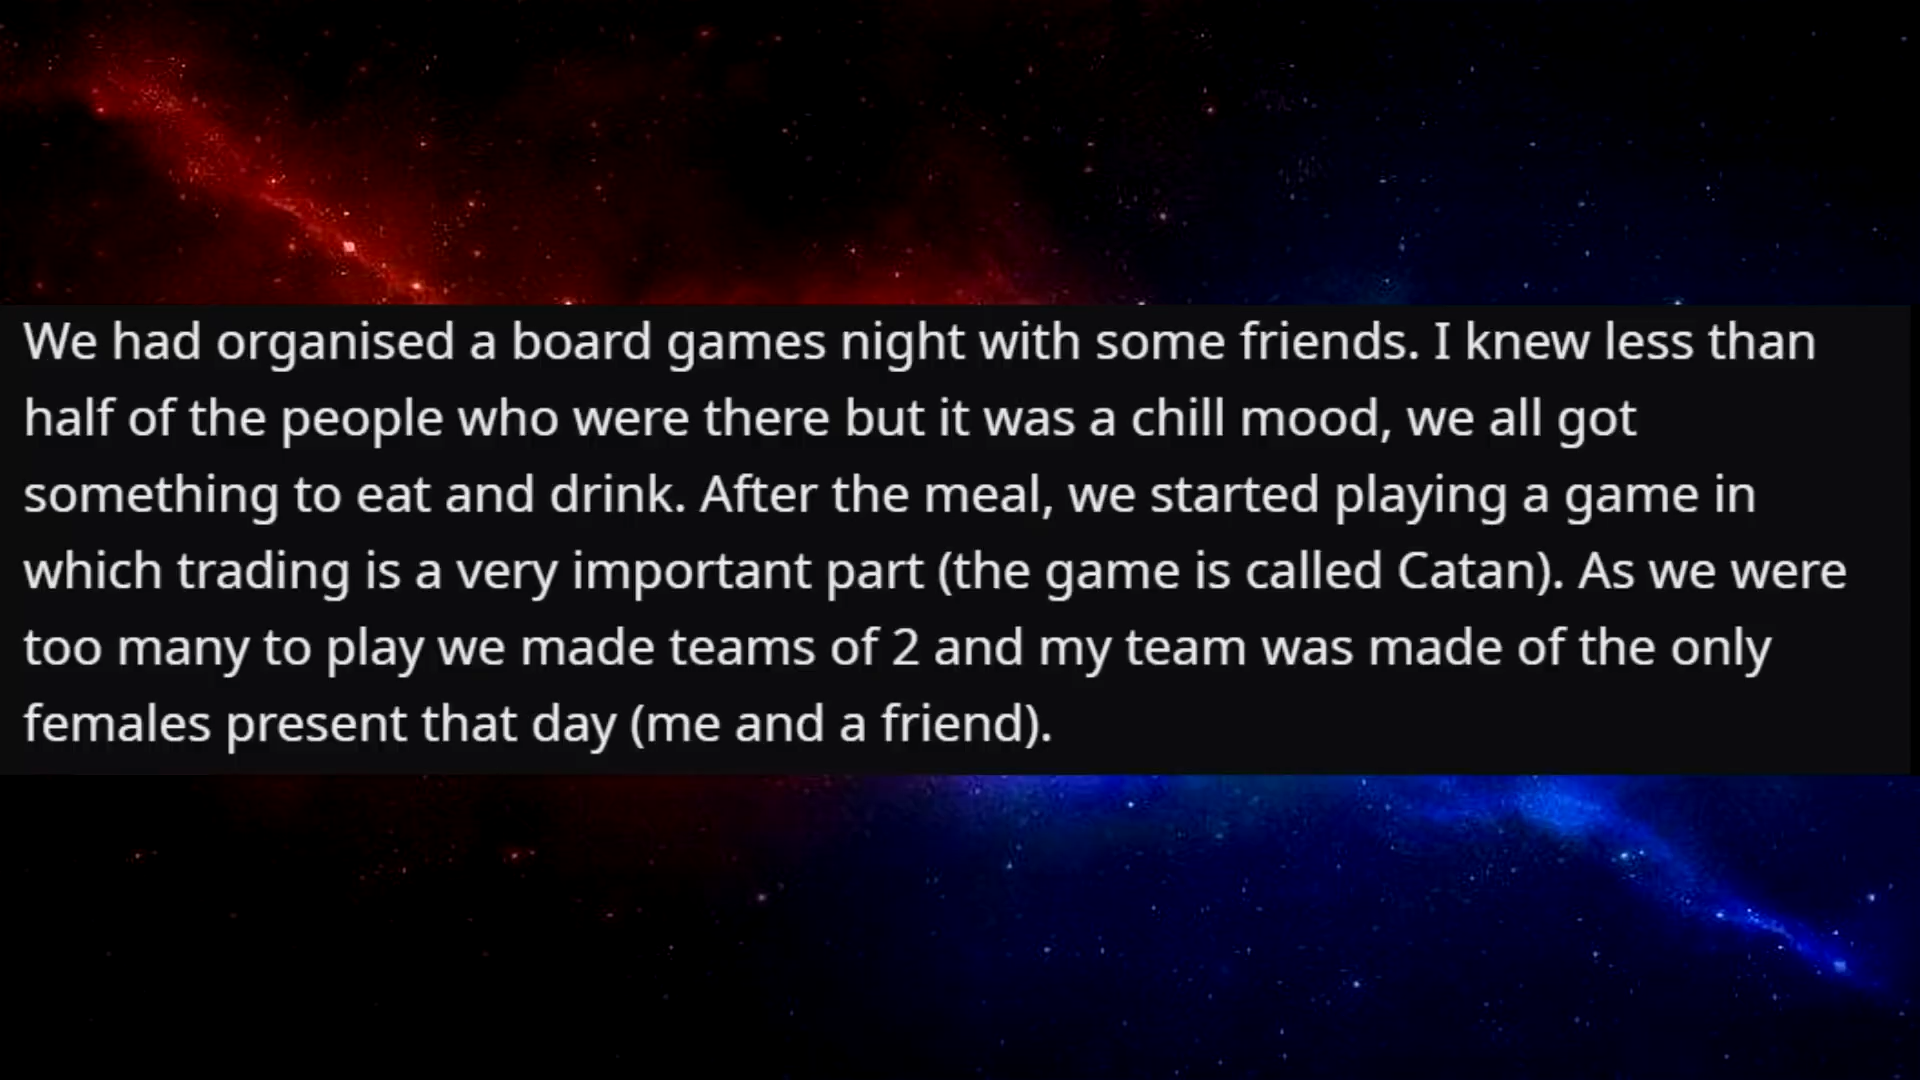 We had organised a board games night with some friends. I knew less than
half of the people who were there but it was a chill mood, we all got
something to eat and drink. After the meal, we started playing a game in
which trading is a very important part (the game is called Catan). As we were
too many to play we made teams of 2 and my team was made of the only
females present that day (me and a friend).